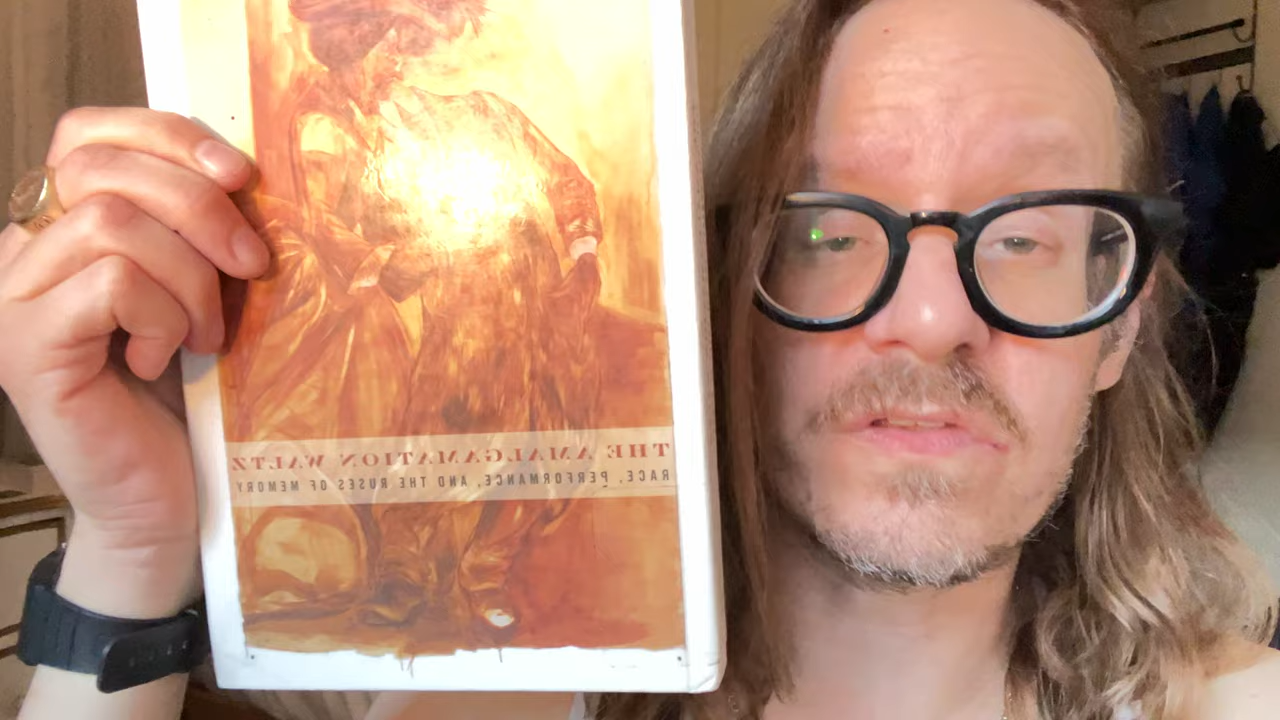 THE AMALGAMATION WALTZ
RACE, PERFORMANCE, AND THE RUSES OF MEMORY